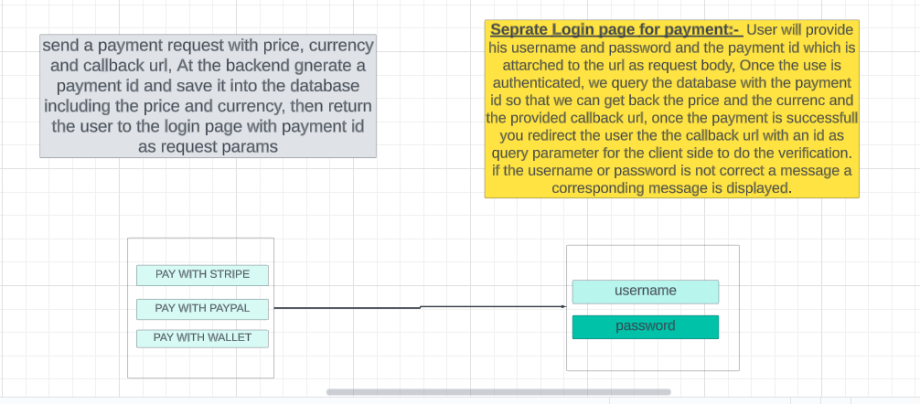 send a payment request with price, currency
and callback url, At the backend gnerate a
payment id and save it into the database
including the price and currency, then return
the user to the login page with payment id
as request params
Seprate Login page for payment:- User will provide
his username and password and the payment id which is
attarched to the url as request body, Once the use is
authenticated, we query the database with the payment
id so that we can get back the price and the currenc and
the provided callback url, once the payment is successfull
you redirect the user the the callback url with an id as
query parameter for the client side to do the verification.
if the username or password is not correct a message a
corresponding message is displayed.
PAY WITH STRIPE
PAY WITH PAYPAL
PAY WITH WALLET
username
password